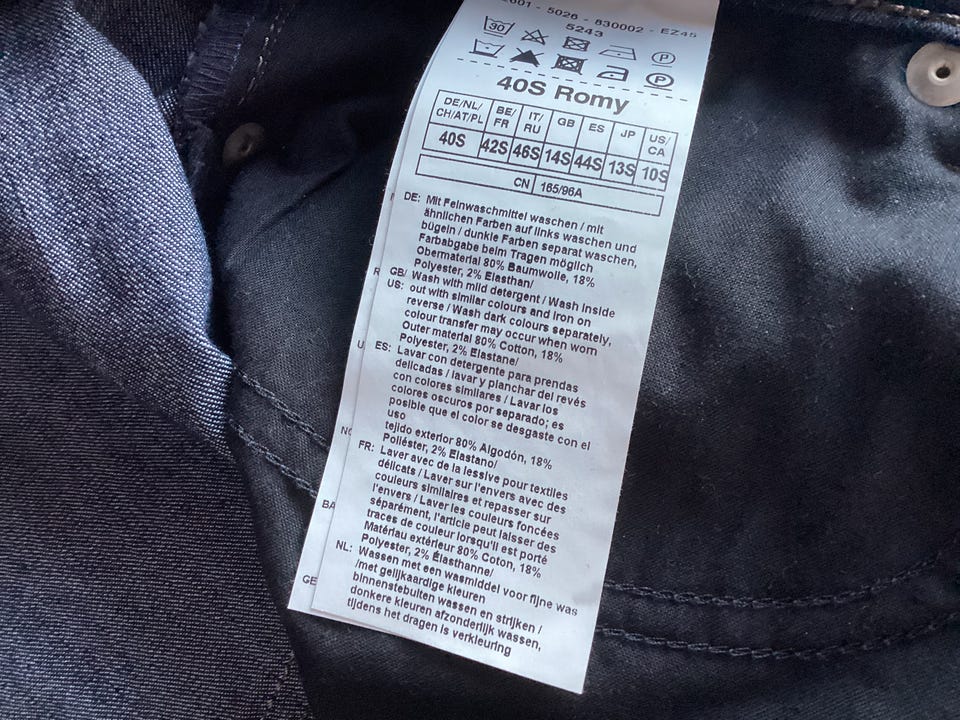 5026 - 830002 - EZ45
5243
30
P
P
40S Romy
DE/NL/ CH/AT/PL BE/ FR IT/ RU GB ES JP US/ CA
40S 42S 46S 14S 44S 13S 10S
CN 165/96A
DE: Mit Feinwaschmittel waschen / mit
ähnlichen Farben auf links waschen und
bügeln / dunkle Farben separat waschen,
Farbabgabe beim Tragen möglich
Obermaterial 80% Baumwolle, 18%
Polyester, 2% Elasthan/
GB/ US: Wash with mild detergent / Wash inside
out with similar colours and iron on
reverse / Wash dark colours separately,
colour transfer may occur when worn
Outer material 80% Cotton, 18%
Polyester, 2% Elastane/
ES: Lavar con detergente para prendas
delicadas / lavar y planchar del revés
con colores similares / Lavar los
colores oscuros por separado; es
posible que el color se desgaste con el
uso
tejido exterior 80% Algodón, 18%
Poliéster, 2% Elastano/
FR: Laver avec de la lessive pour textiles
délicats / Laver sur l'envers avec des
couleurs similaires et repasser sur
l'envers / Laver les couleurs foncées
séparément, l'article peut laisser des
traces de couleur lorsqu'il est porté
Matériau extérieur 80% Coton, 18%
Polyester, 2% Élasthanne/
NL: Wassen met een wasmiddel voor fijne was
/met gelijkaardige kleuren
binnenstebuiten wassen en strijken /
donkere kleuren afzonderlijk wassen,
tijdens het dragen is verkleuring
BA
GE